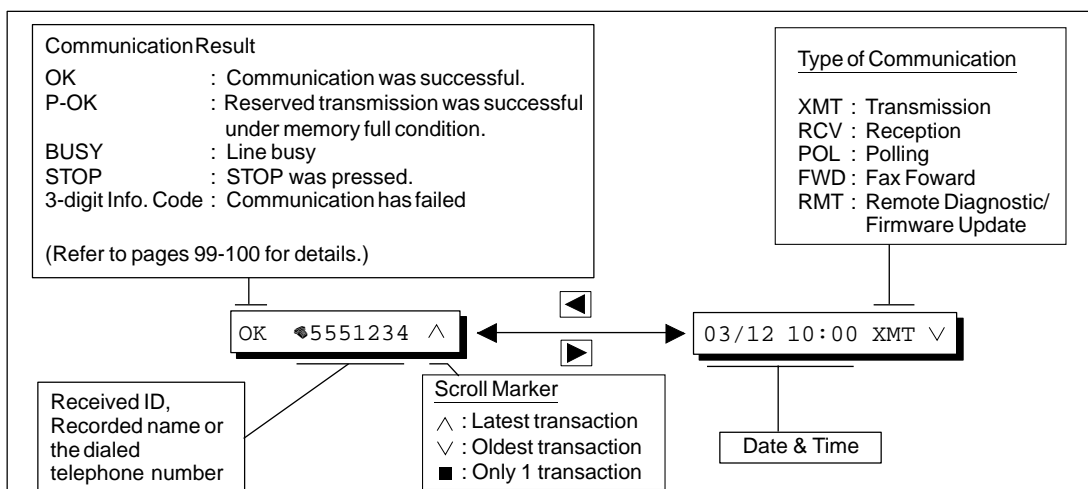 Communication Result
OK : Communication was successful.
P-OK : Reserved transmission was successful
under memory full condition.
BUSY : Line busy
STOP : STOP was pressed.
3-digit Info. Code : Communication has failed
(Refer to pages 99-100 for details.)
Type of Communication
XMT : Transmission
RCV : Reception
POL : Polling
FWD : Fax Foward
RMT : Remote Diagnostic/
Firmware Update
OK ✎5551234 ∧
03/12 10:00 XMT ∨
Received ID,
Recorded name or
the dialed
telephone number
Scroll Marker
∧ : Latest transaction
∨ : Oldest transaction
■ : Only 1 transaction
Date & Time